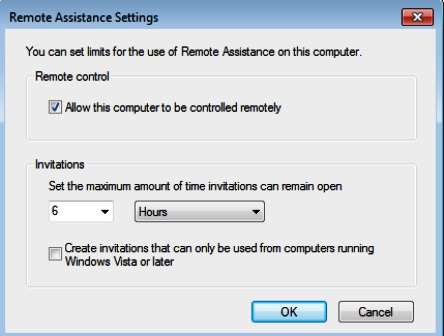 Remote Assistance Settings
You can set limits for the use of Remote Assistance on this computer.
Remote control
Allow this computer to be controlled remotely
Invitations
Set the maximum amount of time invitations can remain open
6 Hours
Create invitations that can only be used from computers running
Windows Vista or later
OK Cancel